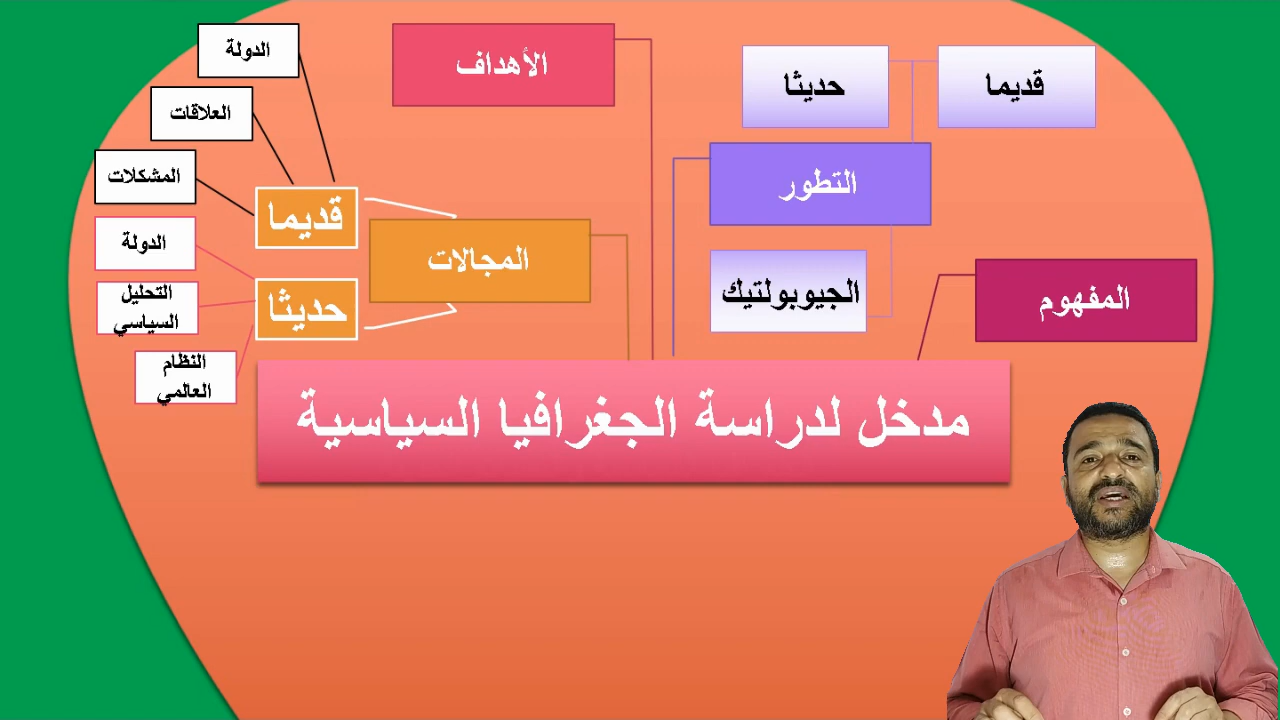 مدخل لدراسة الجغرافيا السياسية
المفهوم
التطور
قديما
حديثا
الجيوبولتيك
الأهداف
المجالات
قديما
الدولة
العلاقات
المشكلات
حديثا
الدولة
التحليل
السياسي
النظام
العالمي